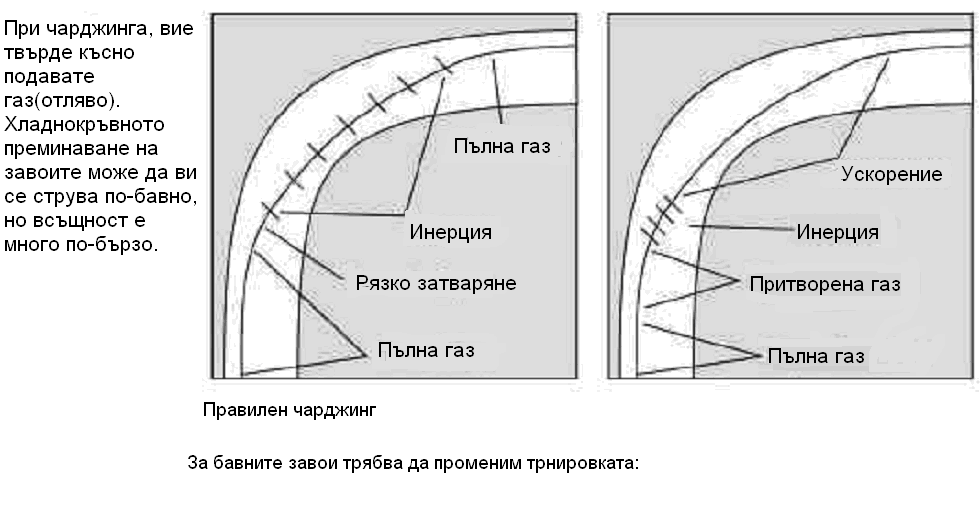 При чарджинга, вие
твърде късно
подавате
газ(отляво).
Хладнокръвното
преминаване на
завоите може да ви
се струва по-бавно,
но всъщност е
много по-бързо.
Пълна газ
Инерция
Рязко затваряне
Пълна газ
Ускорение
Инерция
Притворена газ
Пълна газ
Правилен чарджинг
За бавните завои трябва да променим трнировката: